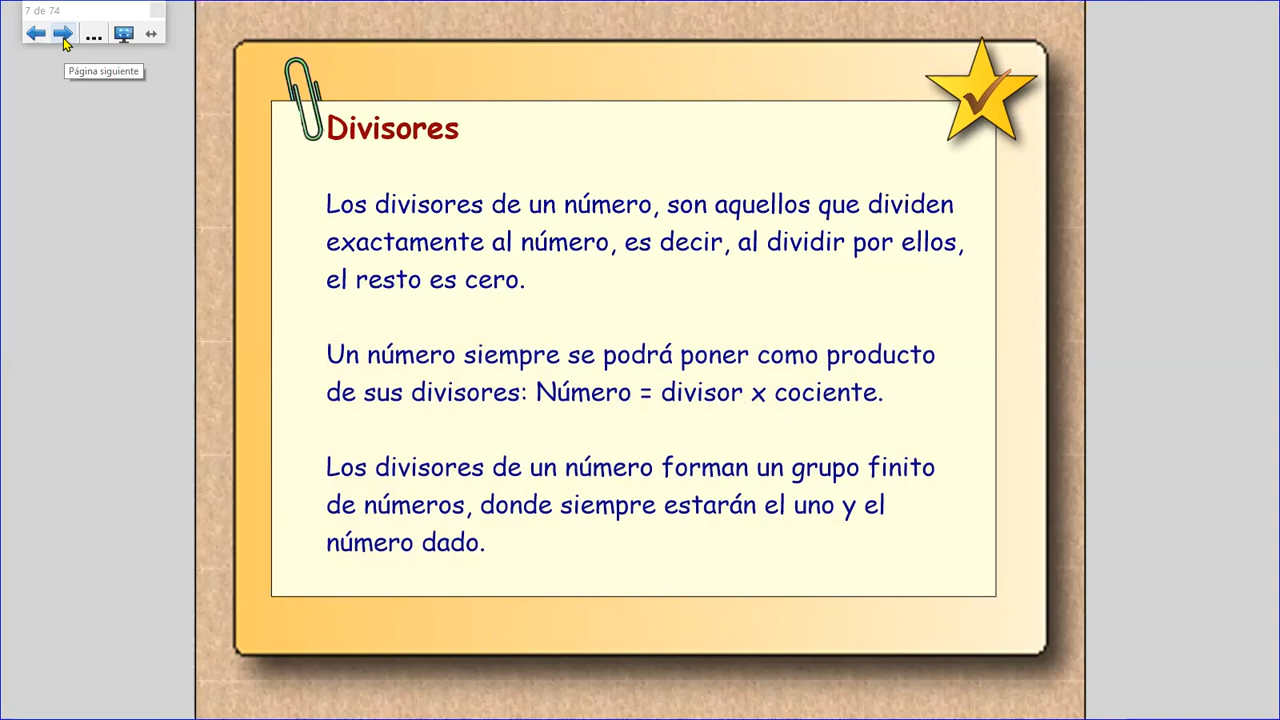 7 de 74
...
Página siguiente
Divisores
Los divisores de un número, son aquellos que dividen
exactamente al número, es decir, al dividir por ellos,
el resto es cero.
Un número siempre se podrá poner como producto
de sus divisores: Número = divisor x cociente.
Los divisores de un número forman un grupo finito
de números, donde siempre estarán el uno y el
número dado.